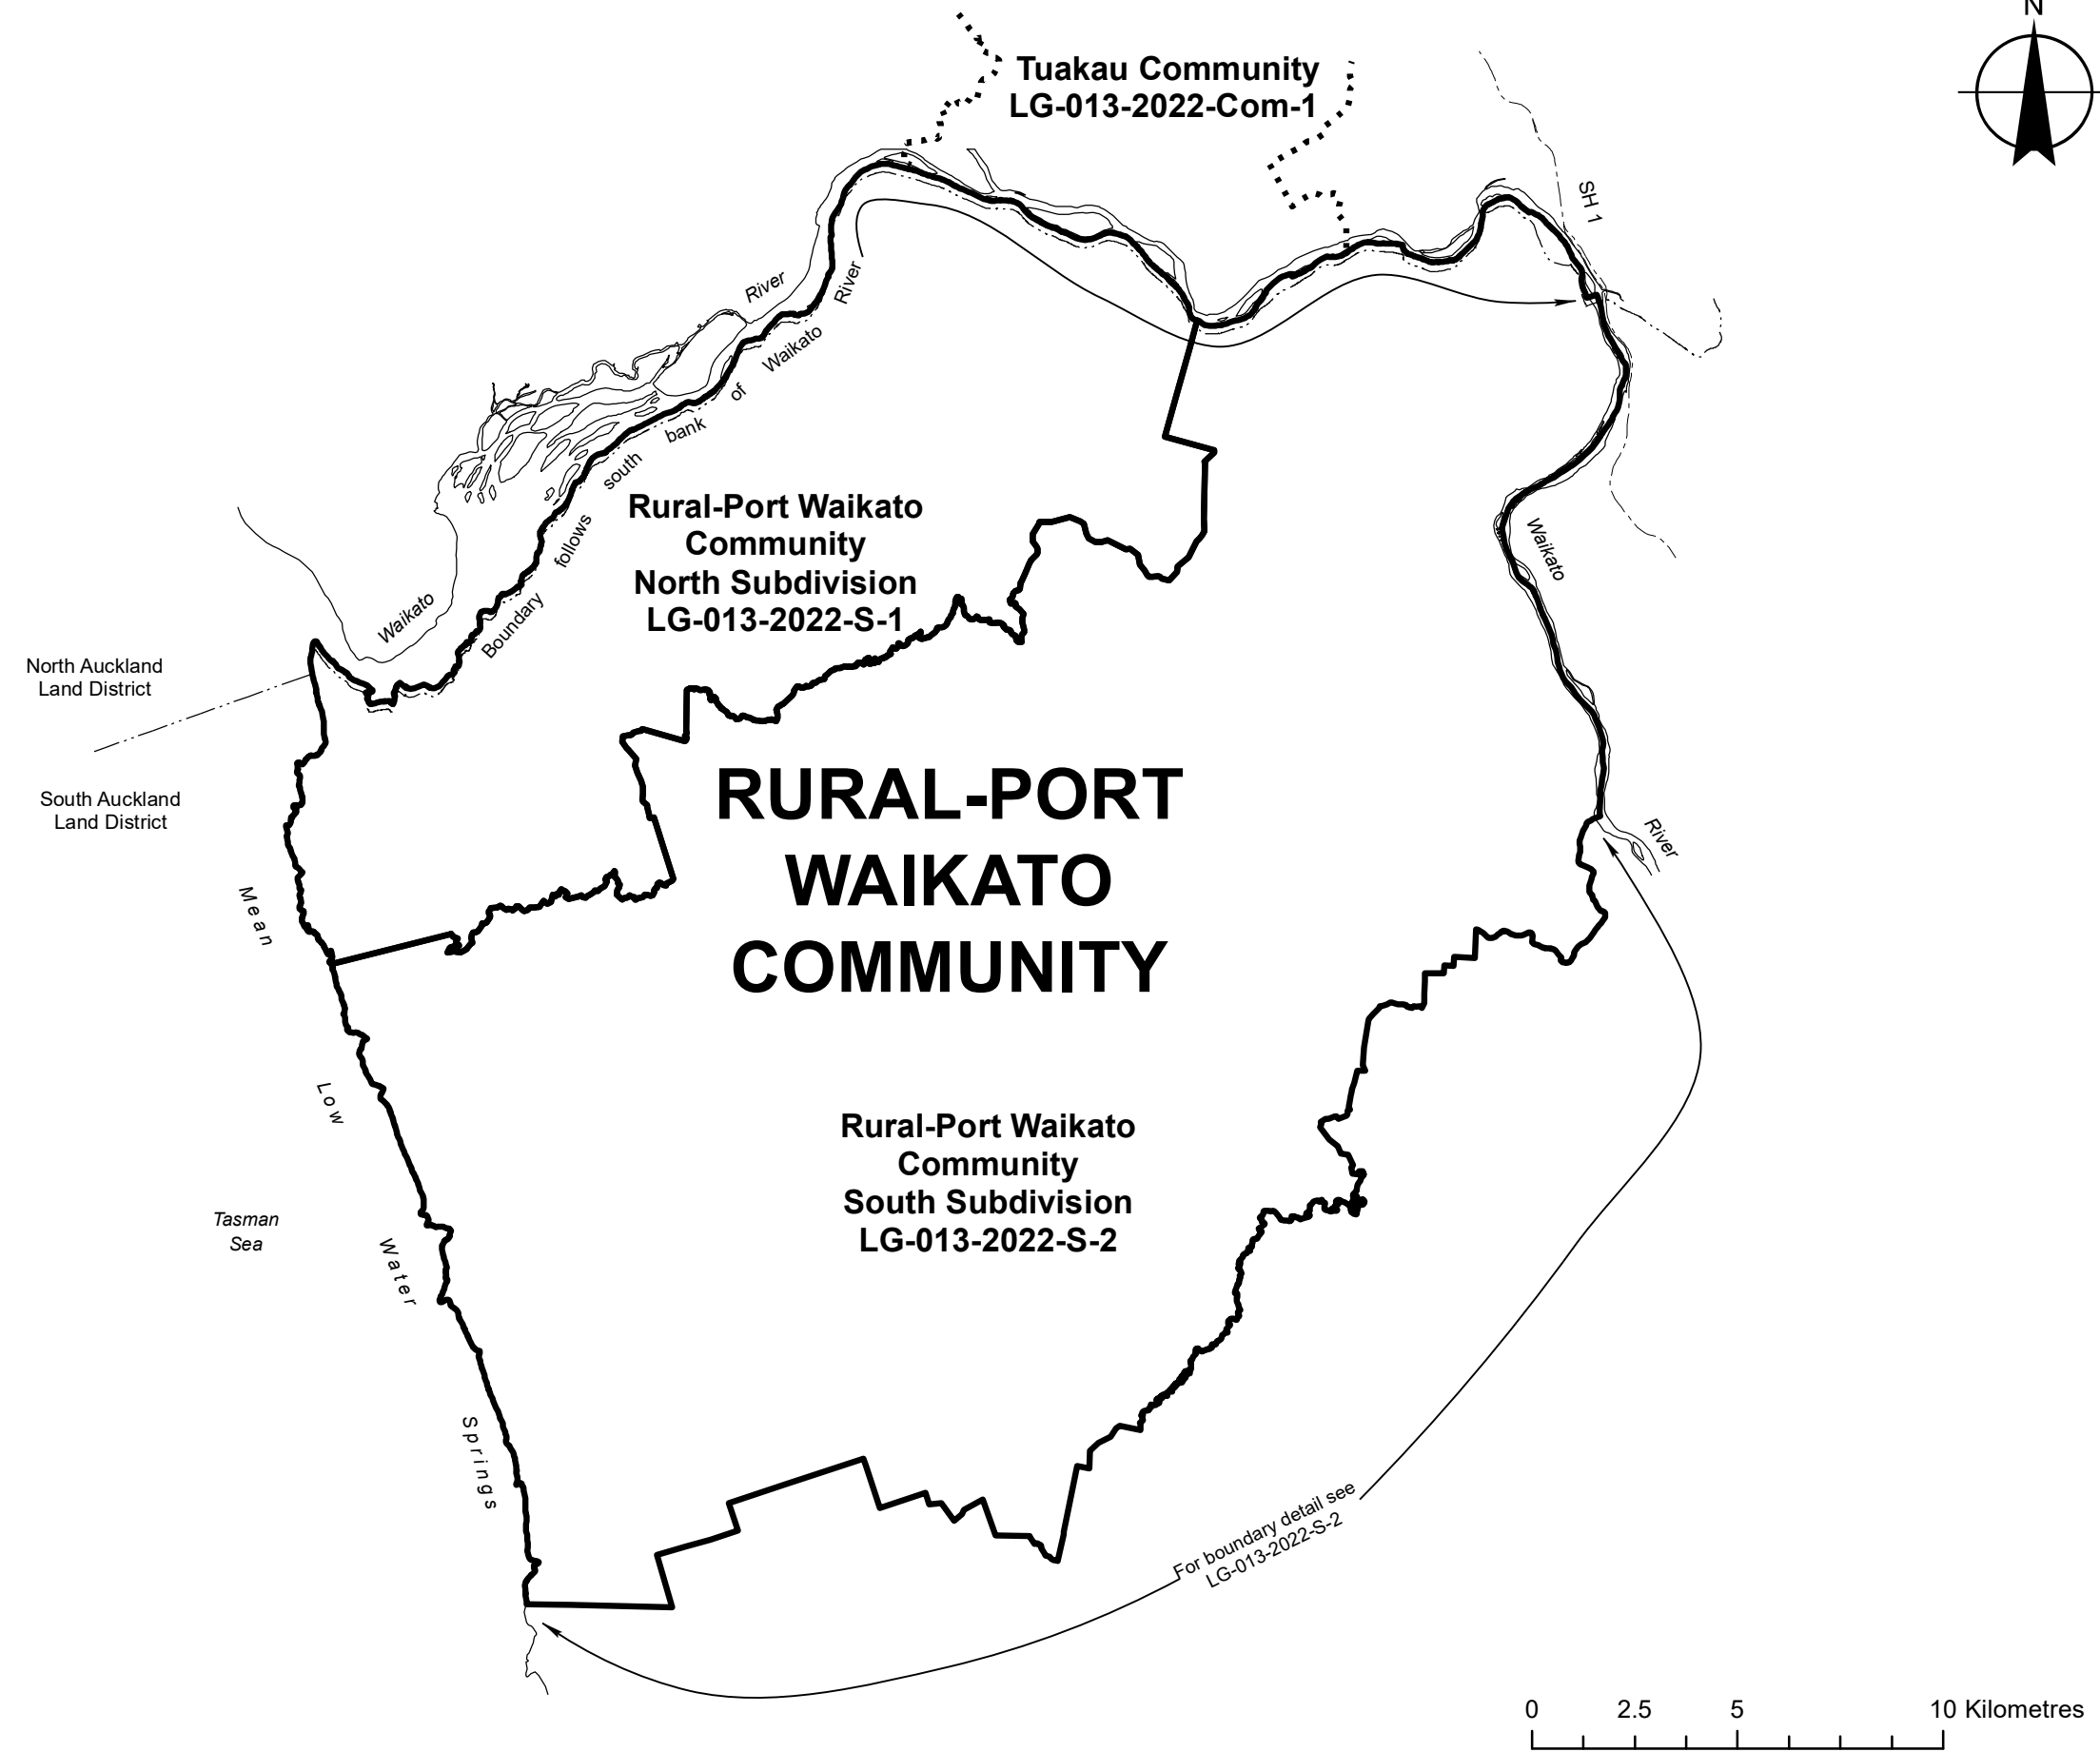 N
Tuakau Community
LG-013-2022-Com-1
SH 1
River
River
Waikato
of
bank
south
follows
Boundary
Waikato
Rural-Port Waikato
Community
North Subdivision
LG-013-2022-S-1
Waikato
North Auckland
Land District
South Auckland
Land District
RURAL-PORT
WAIKATO
COMMUNITY
River
Mean
Low
Water
Springs
Rural-Port Waikato
Community
South Subdivision
LG-013-2022-S-2
Tasman
Sea
For boundary detail see
LG-013-2022-S-2
0 2.5 5 10 Kilometres